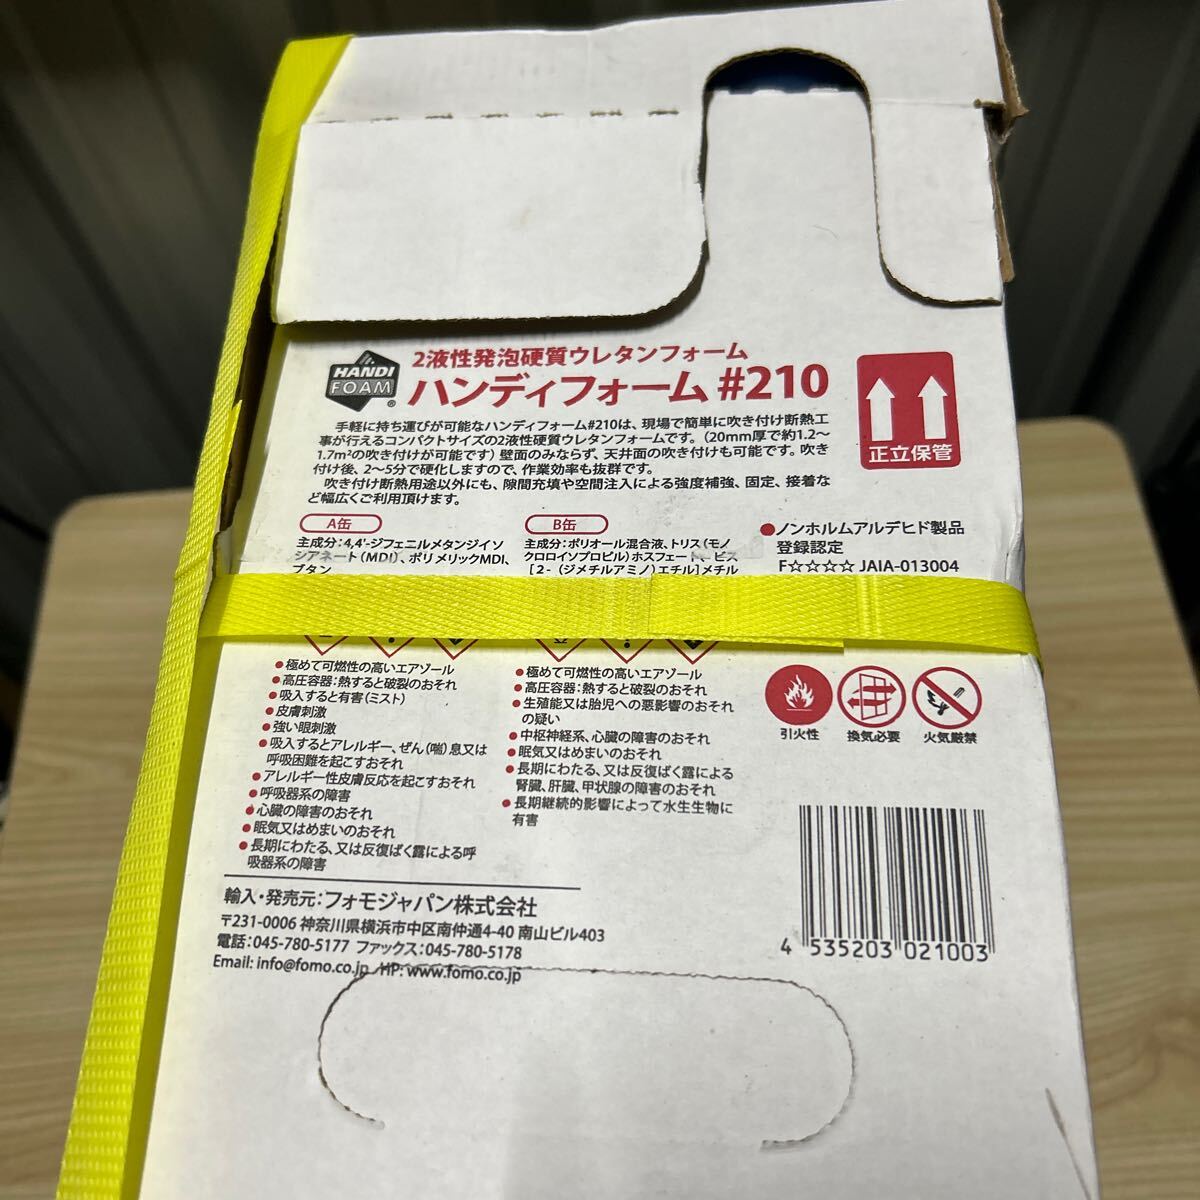 HANDI
FOAM®
2液性発泡硬質ウレタンフォーム
ハンディフォーム #210
手軽に持ち運びが可能なハンディフォーム#210は、現場で簡単に吹き付け断熱工
事が行えるコンパクトサイズの2液性硬質ウレタンフォームです。（20mm厚で約1.2～
1.7m²の吹き付けが可能です）壁面のみならず、天井面の吹き付けも可能です。吹き
付け後、2～5分で硬化しますので、作業効率も抜群です。
吹き付け断熱用途以外にも、隙間充填や空間注入による強度補強、固定、接着な
ど幅広くご利用頂けます。
正立保管
A缶
主成分：4,4'-ジフェニルメタンジイソ
シアネート（MDI）、ポリメリックMDI、
ブタン
B缶
主成分：ポリオール混合液、トリス（モノ
クロロイソプロピル）ホスフェート、ビス
［2-（ジメチルアミノ）エチル］メチル
●ノンホルムアルデヒド製品
登録認定
F☆☆☆☆ JAIA-013004
●極めて可燃性の高いエアゾール
●高圧容器：熱すると破裂のおそれ
●吸入すると有害（ミスト）
●皮膚刺激
●強い眼刺激
●吸入するとアレルギー、ぜん（喘）息又は
呼吸困難を起こすおそれ
●アレルギー性皮膚反応を起こすおそれ
●呼吸器系の障害
●心臓の障害のおそれ
●眠気又はめまいのおそれ
●長期にわたる、又は反復ばく露による呼
吸器系の障害
●極めて可燃性の高いエアゾール
●高圧容器：熱すると破裂のおそれ
●生殖能又は胎児への悪影響のおそれ
の疑い
●中枢神経系、心臓の障害のおそれ
●眠気又はめまいのおそれ
●長期にわたる、又は反復ばく露による
腎臓、肝臓、甲状腺の障害のおそれ
●長期継続的影響によって水生生物に
有害
引火性
換気必要
火気厳禁
輸入・発売元：フォモジャパン株式会社
〒231-0006 神奈川県横浜市中区南仲通4-40 南山ビル403
電話：045-780-5177 ファックス：045-780-5178
Email: info@fomo.co.jp HP: www.fomo.co.jp
4 535203 021003